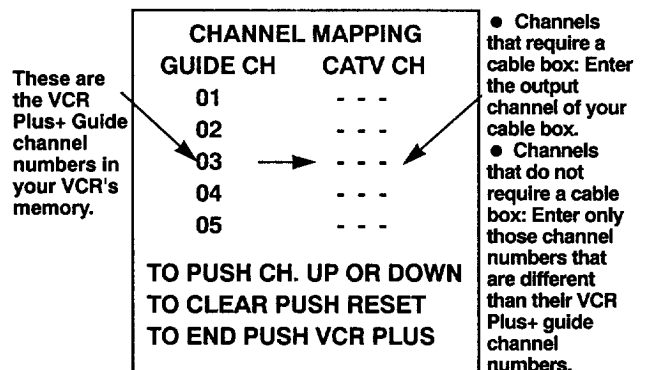 These are
the VCR
Plus+ Guide
channel
numbers in
your VCR's
memory.
CHANNEL MAPPING
GUIDE CH CATV CH
01 - - -
02 - - -
03 - - -
04 - - -
05 - - -
TO PUSH CH. UP OR DOWN
TO CLEAR PUSH RESET
TO END PUSH VCR PLUS
● Channels
that require a
cable box: Enter
the output
channel of your
cable box.
● Channels
that do not
require a cable
box: Enter only
those channel
numbers that
are different
than their VCR
Plus+ guide
channel
numbers.